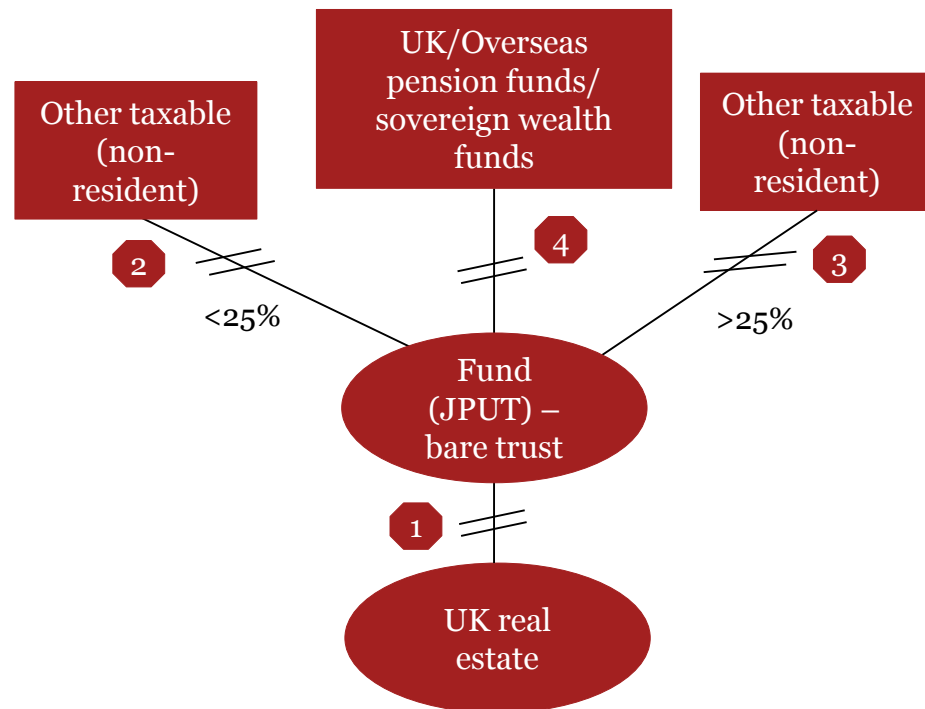 UK/Overseas
pension funds/
sovereign wealth
funds
Other taxable
(non-
resident)
Other taxable
(non-
resident)
2
4
3
<25%
>25%
Fund
(JPUT) –
bare trust
1
UK real
estate